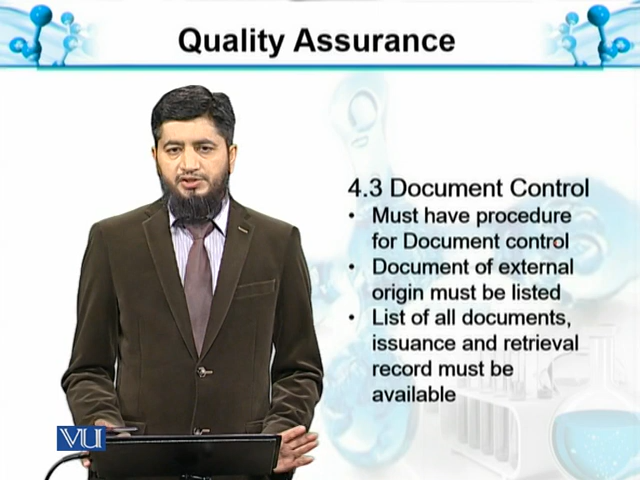 Quality Assurance
4.3 Document Control
• Must have procedure
for Document control
• Document of external
origin must be listed
• List of all documents,
issuance and retrieval
record must be
available
VU